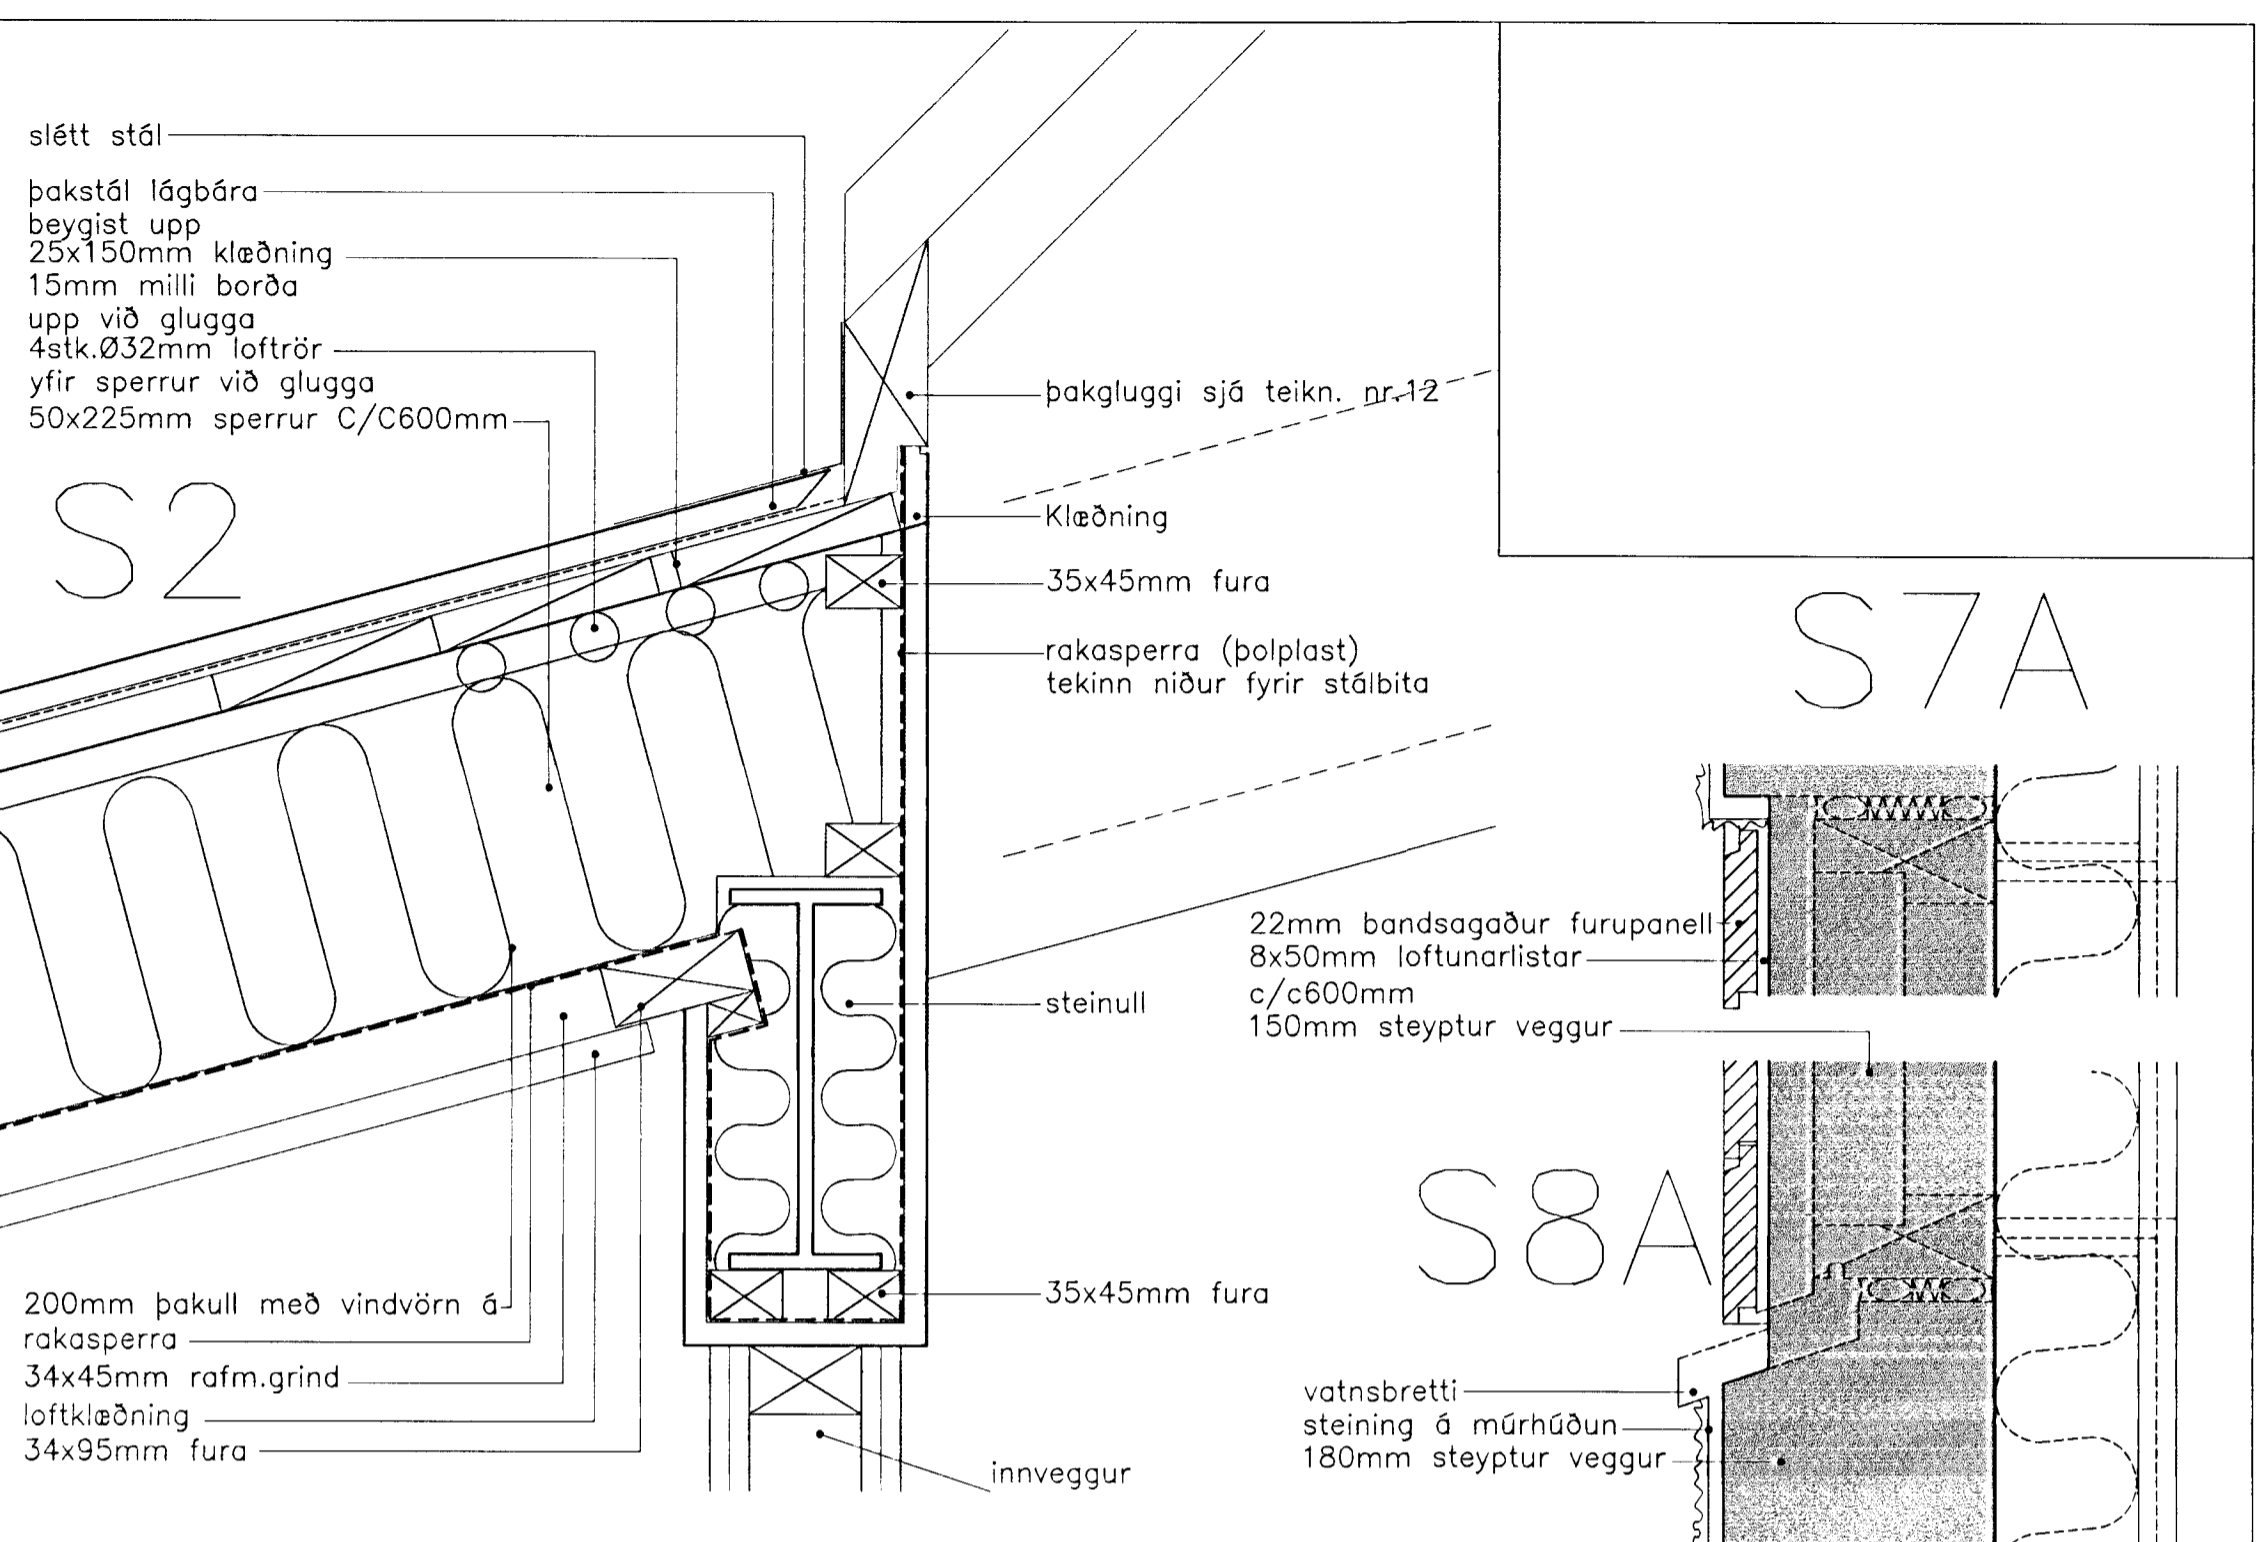 slétt stál
þakstál lágbára
beygist upp
25x150mm klæðning
15mm milli borða
upp við glugga
4stk.Ø32mm loftrör
yfir sperrur við glugga
50x225mm sperrur C/C600mm
S2
þakgluggi sjá teikn. nr.12
Klæðning
35x45mm fura
rakasperra (þolplast)
tekinn niður fyrir stálbita
steinull
35x45mm fura
innveggur
200mm þakull með vindvörn á
rakasperra
34x45mm rafm.grind
loftklæðning
34x95mm fura
S7A
22mm bandsagaður furupanell
8x50mm loftunarlistar
c/c600mm
150mm steyptur veggur
S8A
vatnsbretti
steining á múrhúðun
180mm steyptur veggur